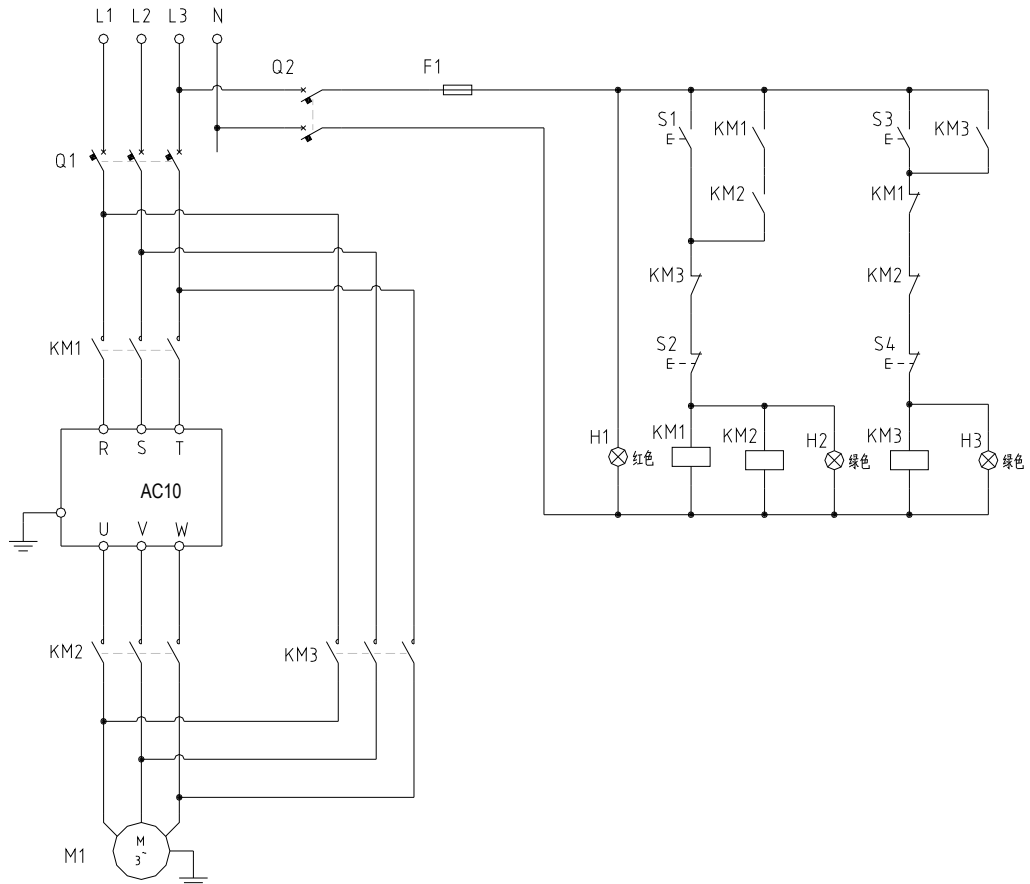 L1 L2 L3 N
Q2 F1
S1 KM1 S3 KM3
Q1
KM2 KM1
KM3 KM2
KM1 S2 S4
R S T
H1 红色 KM1 KM2 H2 绿色 KM3 H3 绿色
AC10
U V W
KM2 KM3
M
3~
M1